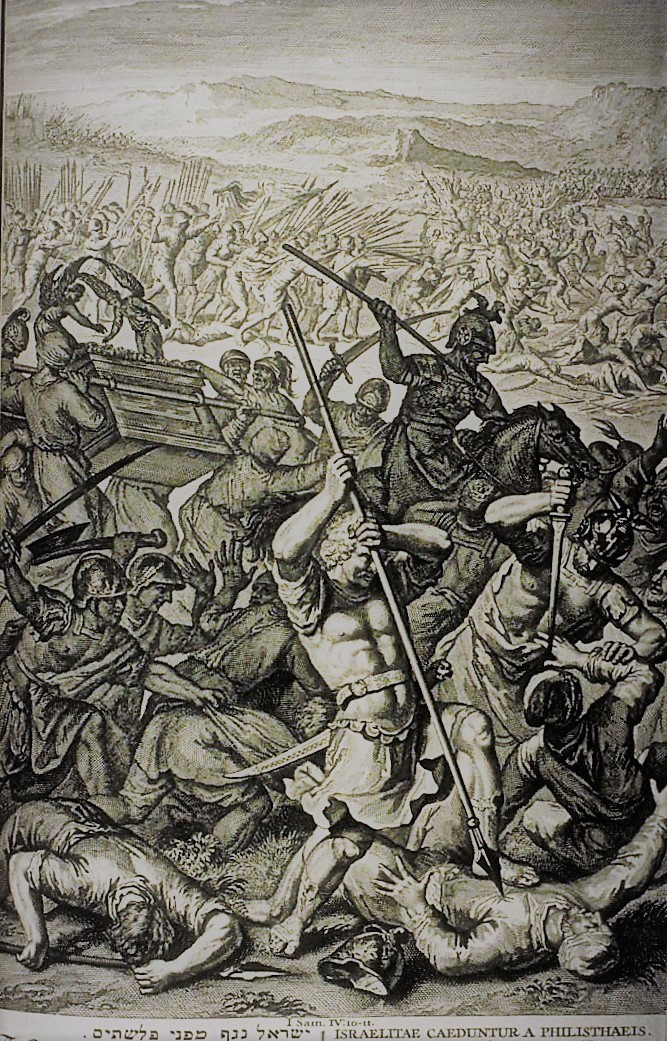 I Sam. IV: 10-11.
ישראל נגף מפני פלשתים . | ISRAELITAE CAEDUNTUR A PHILISTHAEIS.